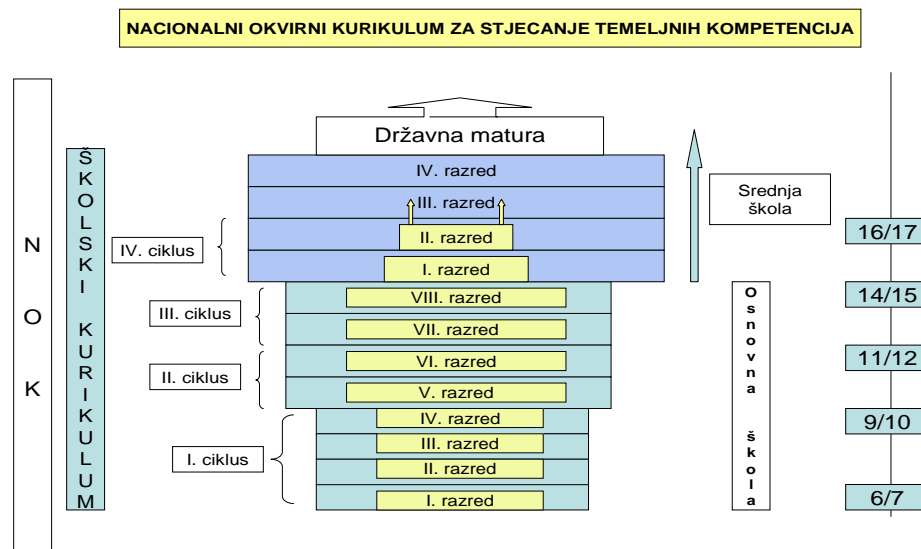 NACIONALNI OKVIRNI KURIKULUM ZA STJECANJE TEMELJNIH KOMPETENCIJA
N O K
ŠKOLSKI KURIKULUM
Državna matura
IV. razred
III. razred
II. razred
I. razred
VIII. razred
VII. razred
VI. razred
V. razred
IV. razred
III. razred
II. razred
I. razred
IV. ciklus
III. ciklus
II. ciklus
I. ciklus
Srednja
škola
Osnovna škola
16/17
14/15
11/12
9/10
6/7